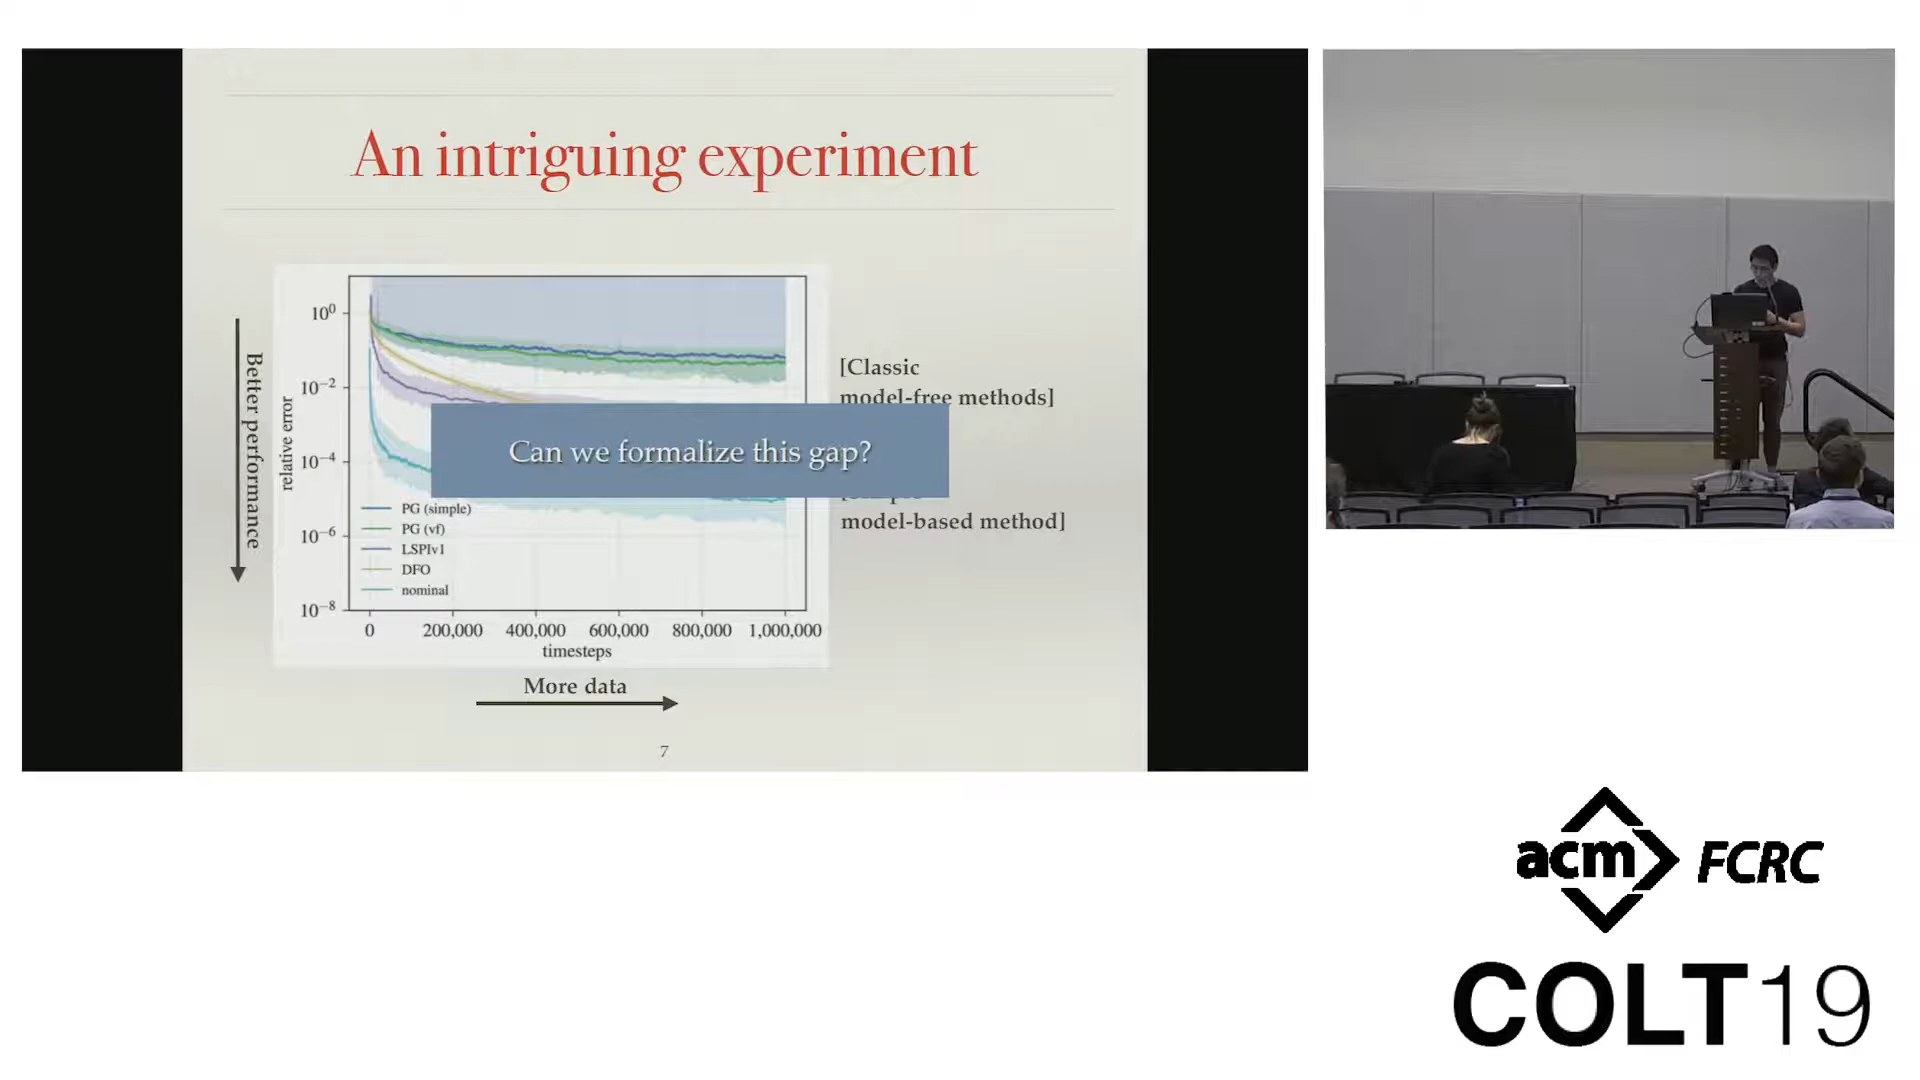 An intriguing experiment
Better performance
relative error
10⁰
10⁻²
10⁻⁴
10⁻⁶
10⁻⁸
PG (simple)
PG (vf)
LSPIv1
DFO
nominal
0 200,000 400,000 600,000 800,000 1,000,000
timesteps
More data
[Classic
model-free methods]
Can we formalize this gap?
model-based method]
7
acm FCRC
COLT19